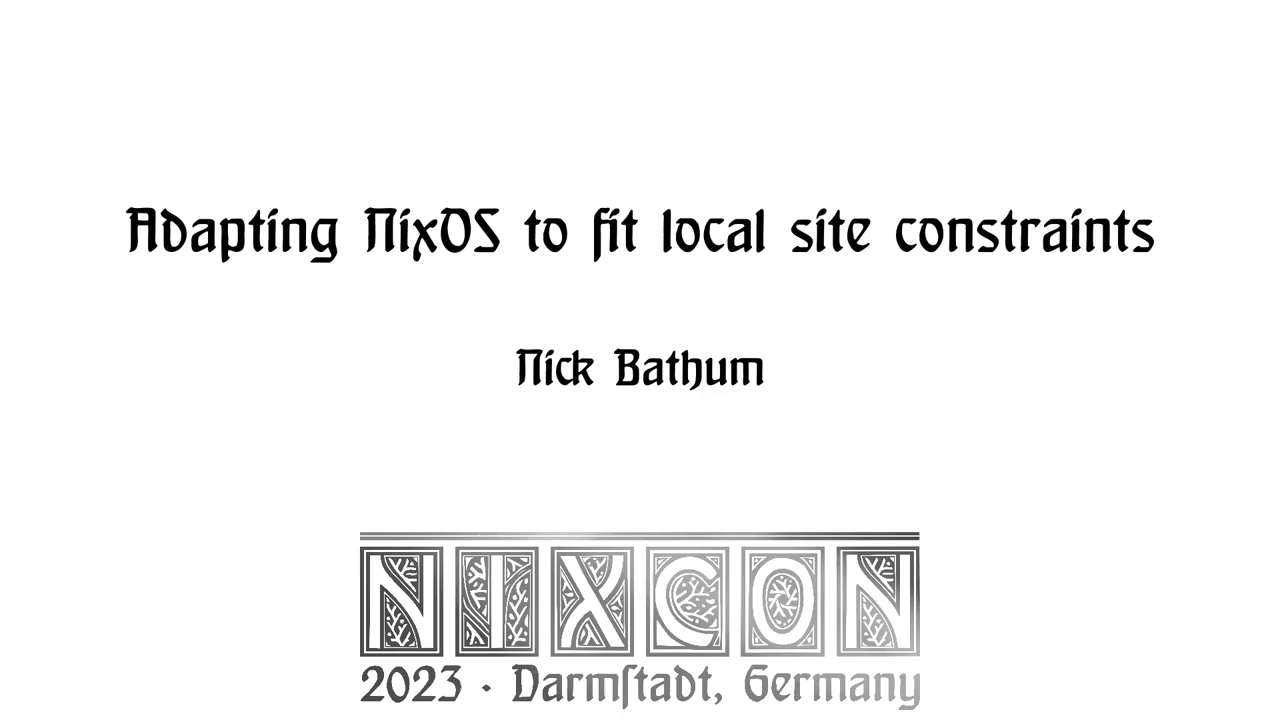 Adapting NixOS to fit local site constraints
Nick Bathum
NIXCON
2023 · Darmſtadt, Germany